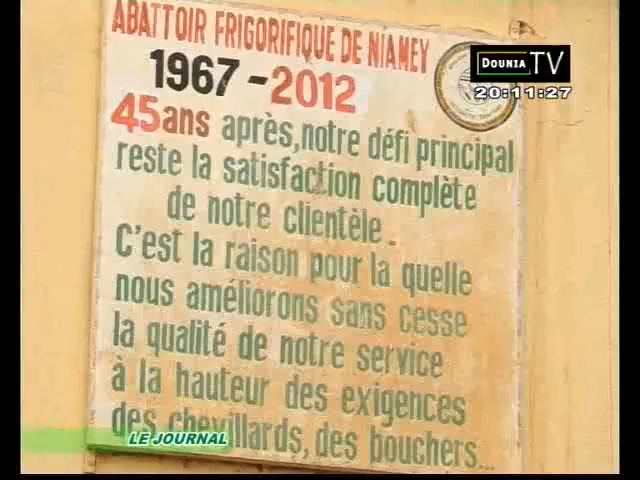 ABATTOIR FRIGORIFIQUE DE NIAMEY
1967-2012
45ans après, notre défi principal
reste la satisfaction complète
de notre clientèle.
C'est la raison pour la quelle
nous améliorons sans cesse
la qualité de notre service
à la hauteur des exigences
des chevillards, des bouchers...
DOUNIA TV
20:11:27
LE JOURNAL